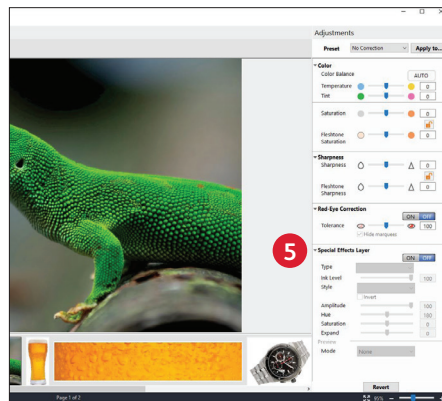 Adjustments
Preset No Correction Apply to...
Color
Color Balance AUTO
Temperature 0
Tint 0
Saturation 0
Fleshtone Saturation 0
Sharpness
Sharpness 0
Fleshtone Sharpness 0
Red-Eye Correction
ON OFF
Tolerance 100
Hide marquees
5
Special Effects Layer
ON OFF
Type
Ink Level 100
Style
Invert
Amplitude 100
Hue 180
Saturation 0
Expand 0
Preview
Mode None
Revert
Page 1 of 2 95%